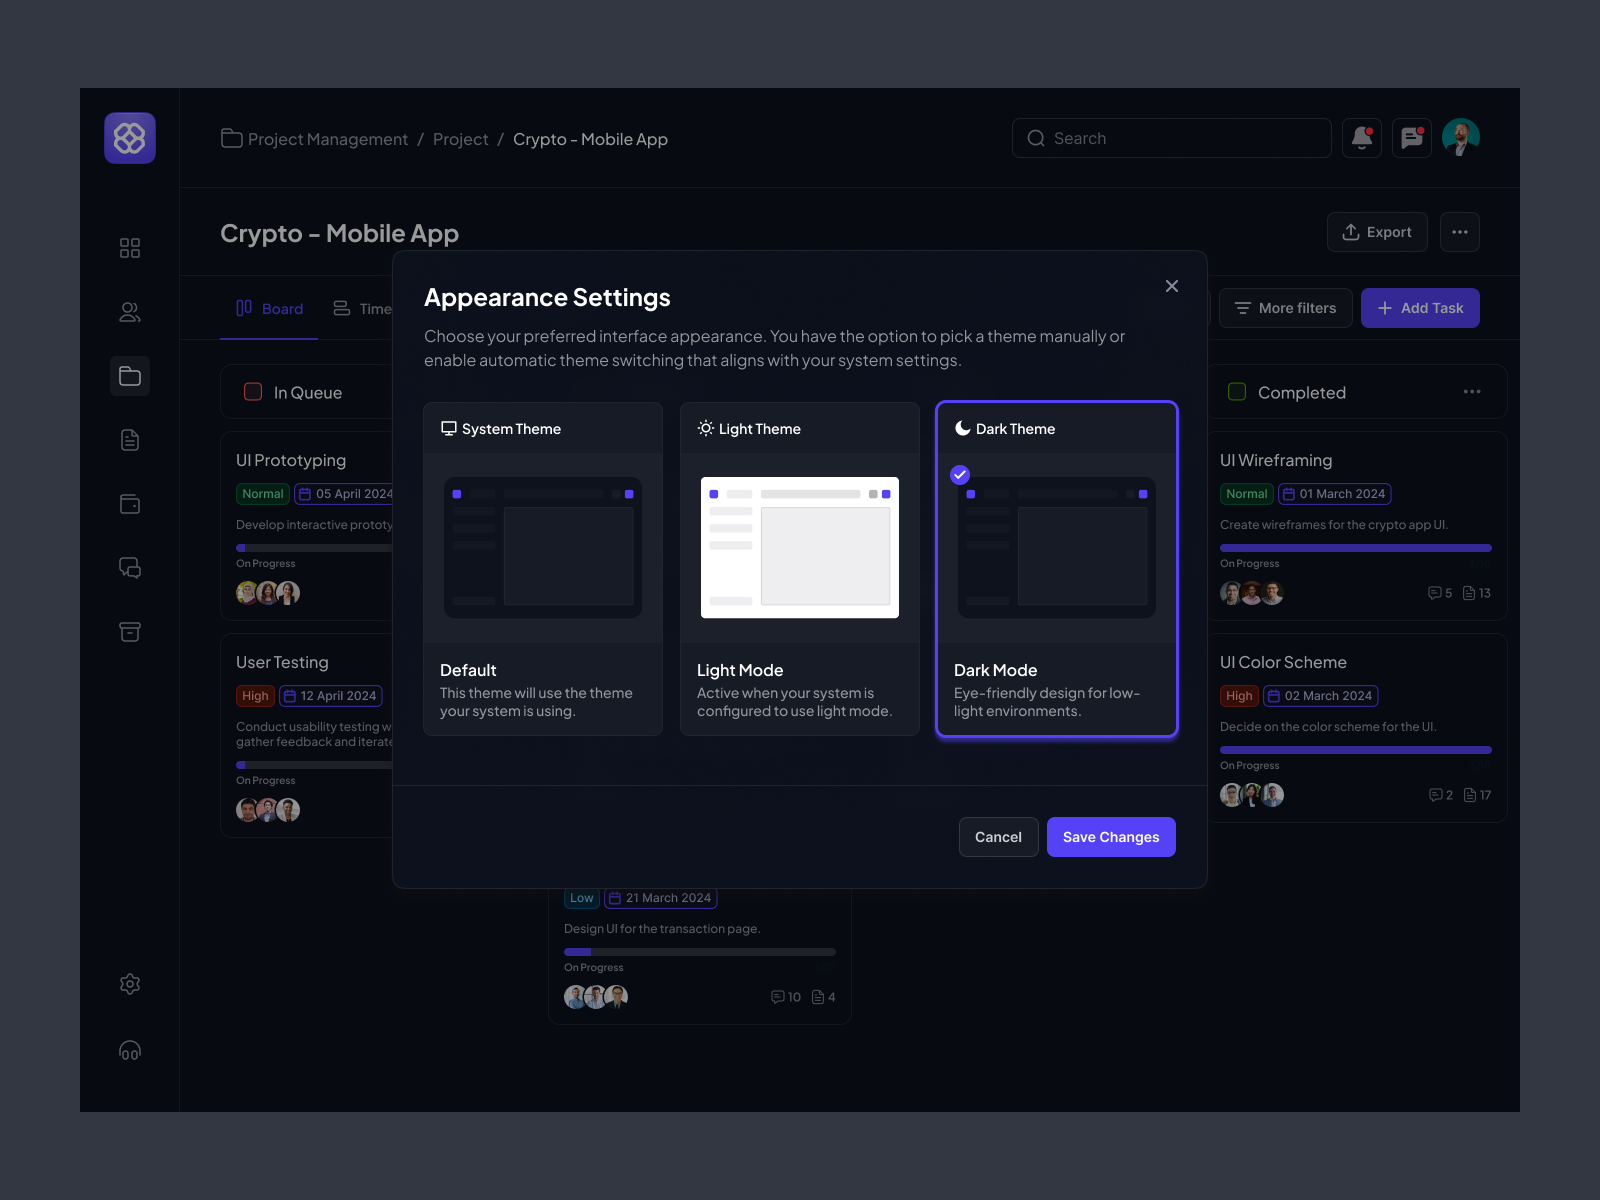 Project Management / Project / Crypto - Mobile App
Search
Crypto - Mobile App
Export
Board
Time
More filters
Add Task
Appearance Settings
Choose your preferred interface appearance. You have the option to pick a theme manually or
enable automatic theme switching that aligns with your system settings.
System Theme
Default
This theme will use the theme
your system is using.
Light Theme
Light Mode
Active when your system is
configured to use light mode.
Dark Theme
Dark Mode
Eye-friendly design for low-
light environments.
Cancel
Save Changes
In Queue
UI Prototyping
Normal
05 April 2024
Develop interactive prototy
On Progress
User Testing
High
12 April 2024
Conduct usability testing w
gather feedback and iterate
On Progress
Low
21 March 2024
Design UI for the transaction page.
On Progress
10
4
Completed
UI Wireframing
Normal
01 March 2024
Create wireframes for the crypto app UI.
On Progress
5
13
UI Color Scheme
High
02 March 2024
Decide on the color scheme for the UI.
On Progress
2
17